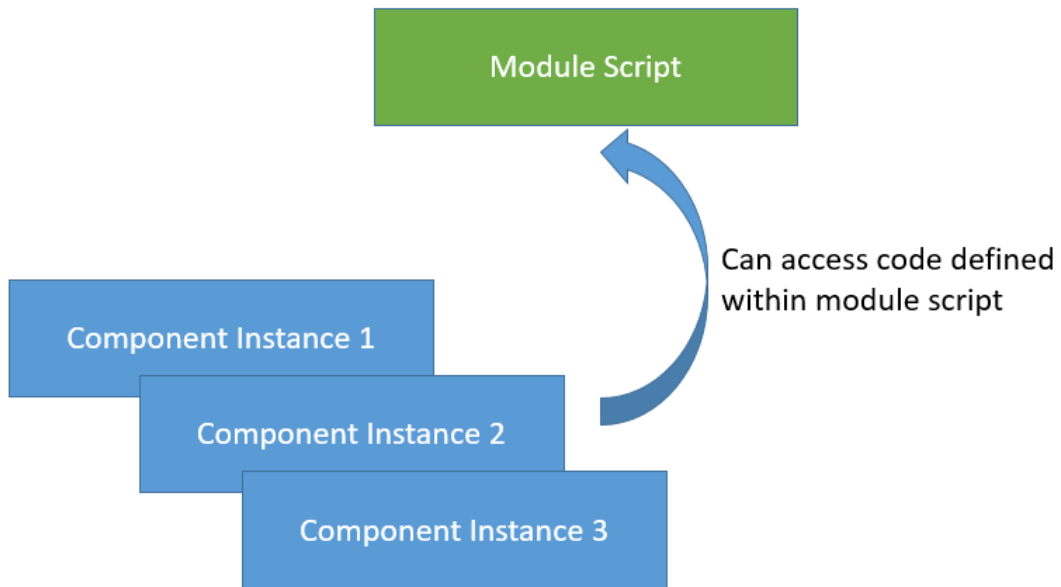 Module Script
Can access code defined
within module script
Component Instance 1
Component Instance 2
Component Instance 3